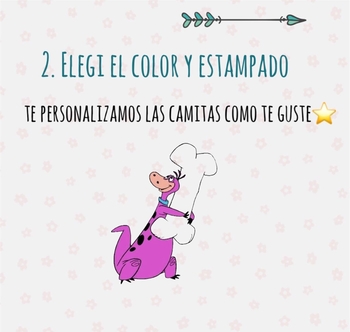 2. Elegi el color y estampado
te personalizamos las camitas como te guste⭐